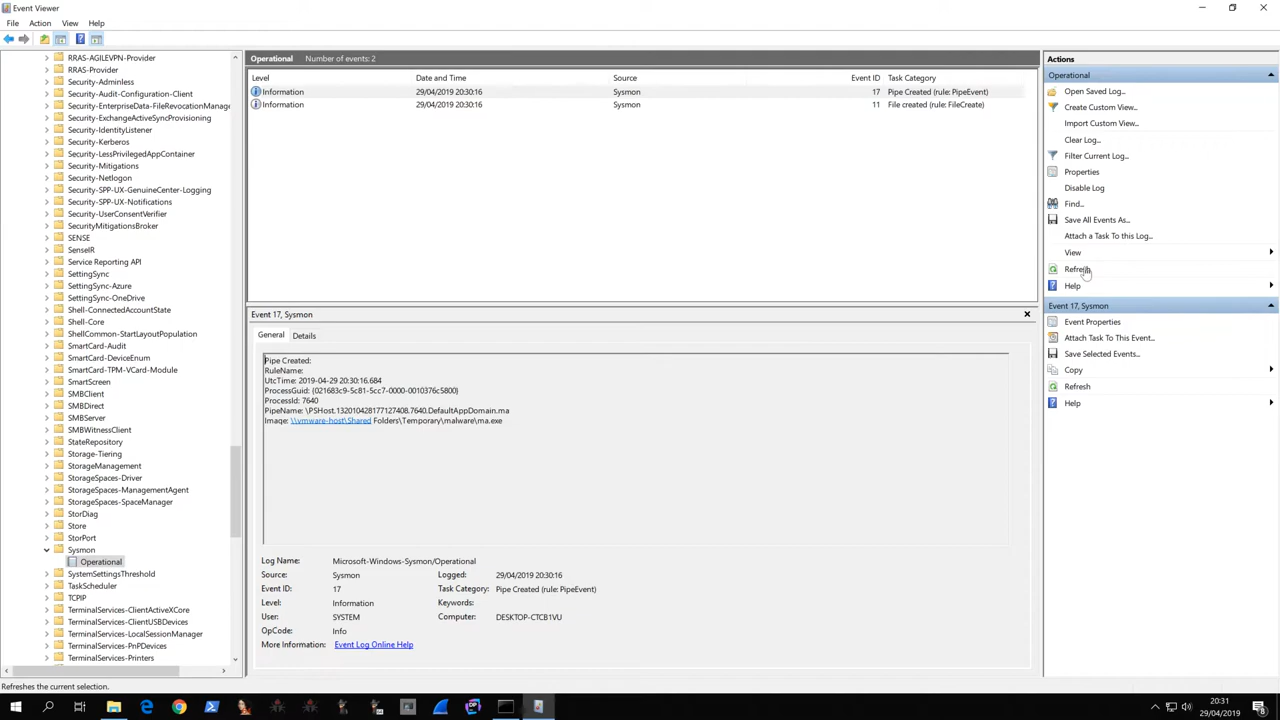 Event Viewer
File Action View Help
RRAS-AGILEVPN-Provider
RRAS-Provider
Security-Adminless
Security-Audit-Configuration-Client
Security-EnterpriseData-FileRevocationManage
Security-ExchangeActiveSyncProvisioning
Security-IdentityListener
Security-Kerberos
Security-LessPrivilegedAppContainer
Security-Mitigations
Security-Netlogon
Security-SPP-UX-GenuineCenter-Logging
Security-SPP-UX-Notifications
Security-UserConsentVerifier
SecurityMitigationsBroker
SENSE
SenseIR
Service Reporting API
SettingSync
SettingSync-Azure
SettingSync-OneDrive
Shell-ConnectedAccountState
Shell-Core
ShellCommon-StartLayoutPopulation
SmartCard-Audit
SmartCard-DeviceEnum
SmartCard-TPM-VCard-Module
SmartScreen
SMBClient
SMBDirect
SMBServer
SMBWitnessClient
StateRepository
Storage-Tiering
StorageManagement
StorageSpaces-Driver
StorageSpaces-ManagementAgent
StorageSpaces-SpaceManager
StorDiag
Store
StorPort
Sysmon
Operational
SystemSettingsThreshold
TaskScheduler
TCPIP
TerminalServices-ClientActiveXCore
TerminalServices-ClientUSBDevices
TerminalServices-LocalSessionManager
TerminalServices-PnPDevices
TerminalServices-Printers
Operational Number of events: 2
Level Date and Time Source Event ID Task Category
Information 29/04/2019 20:30:16 Sysmon 17 Pipe Created (rule: PipeEvent)
Information 29/04/2019 20:30:16 Sysmon 11 File created (rule: FileCreate)
Event 17, Sysmon
General Details
Pipe Created:
RuleName:
UtcTime: 2019-04-29 20:30:16.684
ProcessGuid: {021683c9-5c81-5cc7-0000-0010376c5800}
ProcessId: 7640
PipeName: \PSHost.132010428177127408.7640.DefaultAppDomain.ma
Image: \\vmware-host\Shared Folders\Temporary\malware\ma.exe
Log Name: Microsoft-Windows-Sysmon/Operational
Source: Sysmon Logged: 29/04/2019 20:30:16
Event ID: 17 Task Category: Pipe Created (rule: PipeEvent)
Level: Information Keywords:
User: SYSTEM Computer: DESKTOP-CTCB1VU
OpCode: Info
More Information: Event Log Online Help
Actions
Operational
Open Saved Log...
Create Custom View...
Import Custom View...
Clear Log...
Filter Current Log...
Properties
Disable Log
Find...
Save All Events As...
Attach a Task To this Log...
View
Refresh
Help
Event 17, Sysmon
Event Properties
Attach Task To This Event...
Save Selected Events...
Copy
Refresh
Help
Refreshes the current selection.
20:31
29/04/2019
8